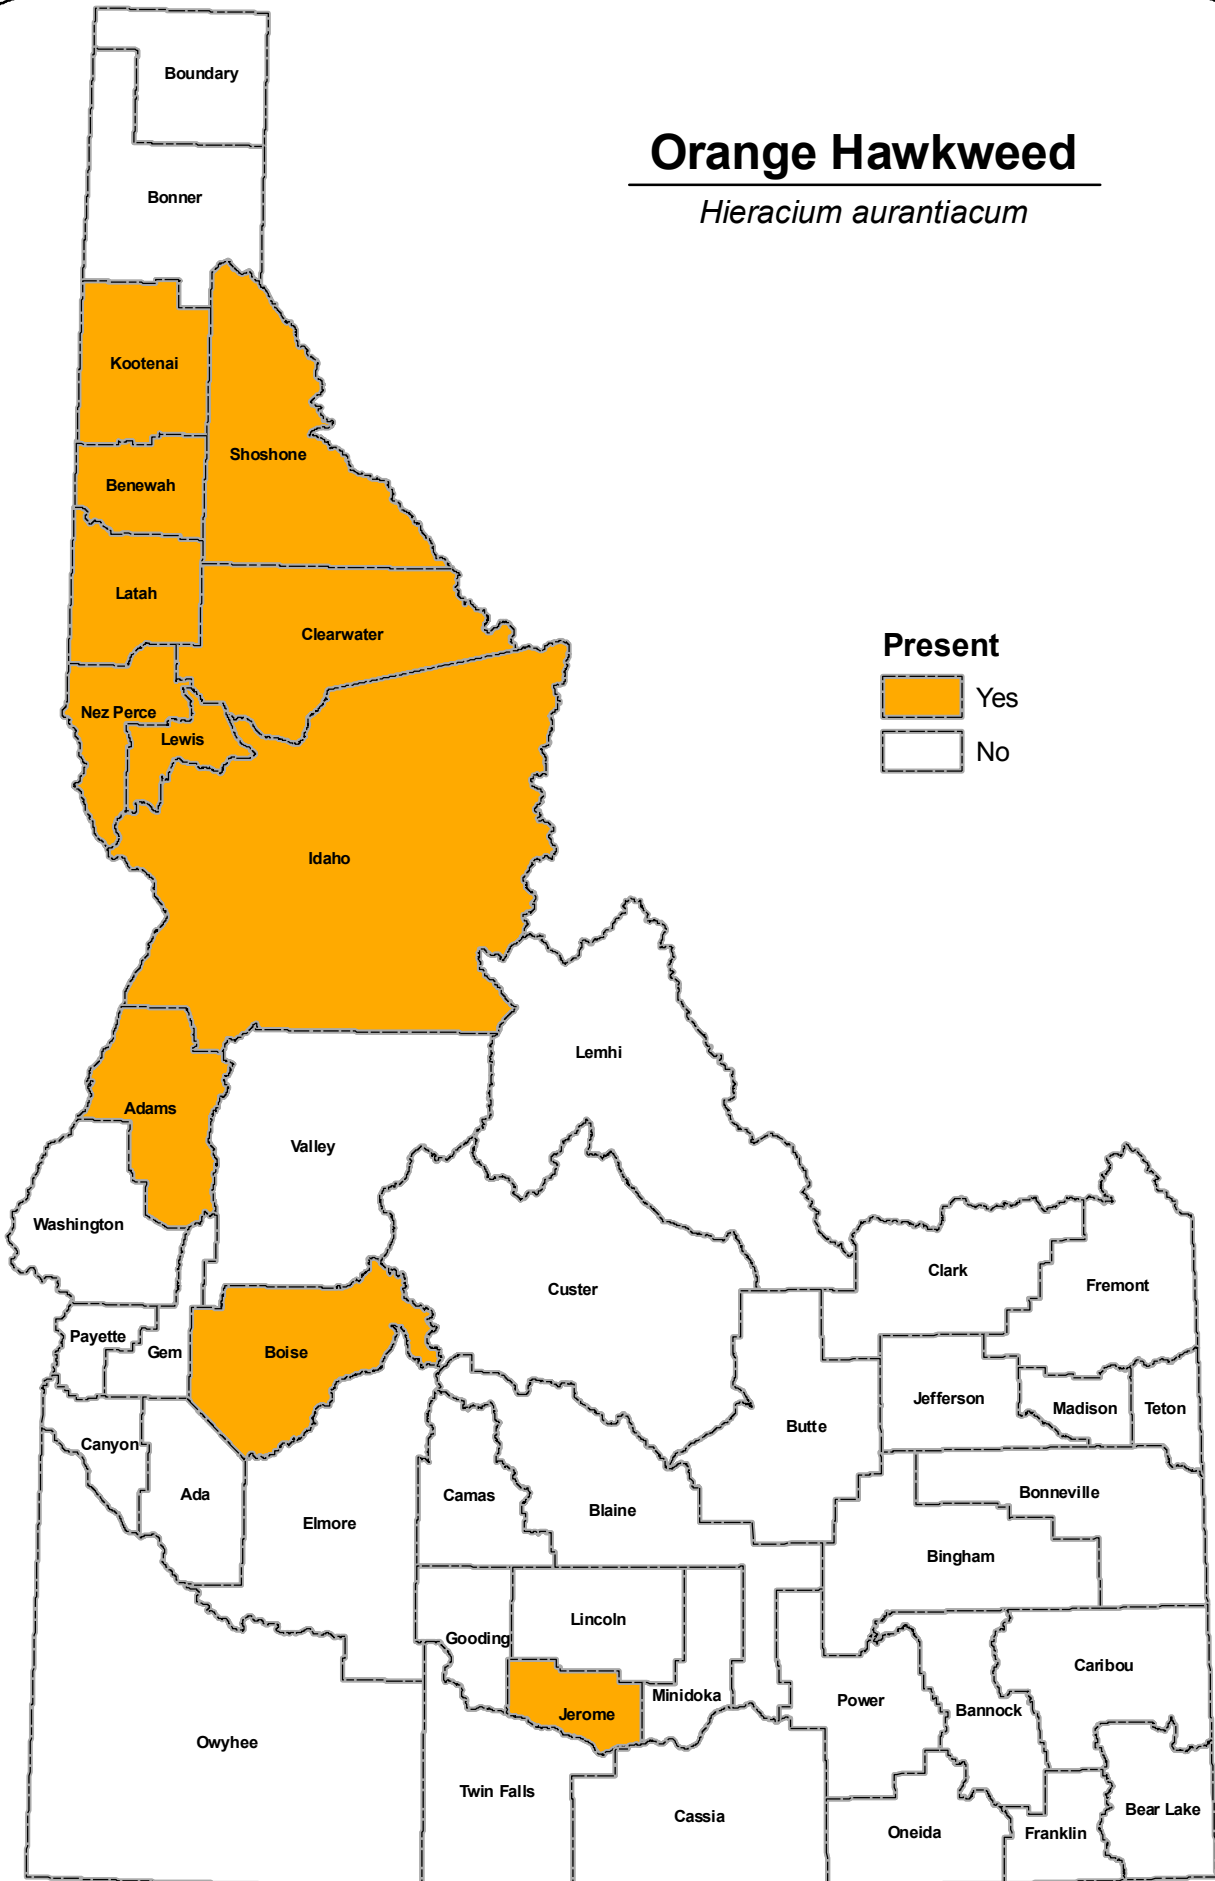 Boundary
Orange Hawkweed
Bonner
Hieracium aurantiacum
Kootenai
Shoshone
Benewah
Latah
Clearwater
Present
Yes
Nez Perce
Lewis
No
Idaho
Lemhi
Adams
Valley
Washington
Clark
Custer
Fremont
Payette
Gem
Boise
Jefferson
Madison
Teton
Butte
Canyon
Ada
Camas
Bonneville
Blaine
Elmore
Bingham
Lincoln
Gooding
Caribou
Minidoka
Power
Bannock
Jerome
Owyhee
Twin Falls
Bear Lake
Cassia
Oneida
Franklin